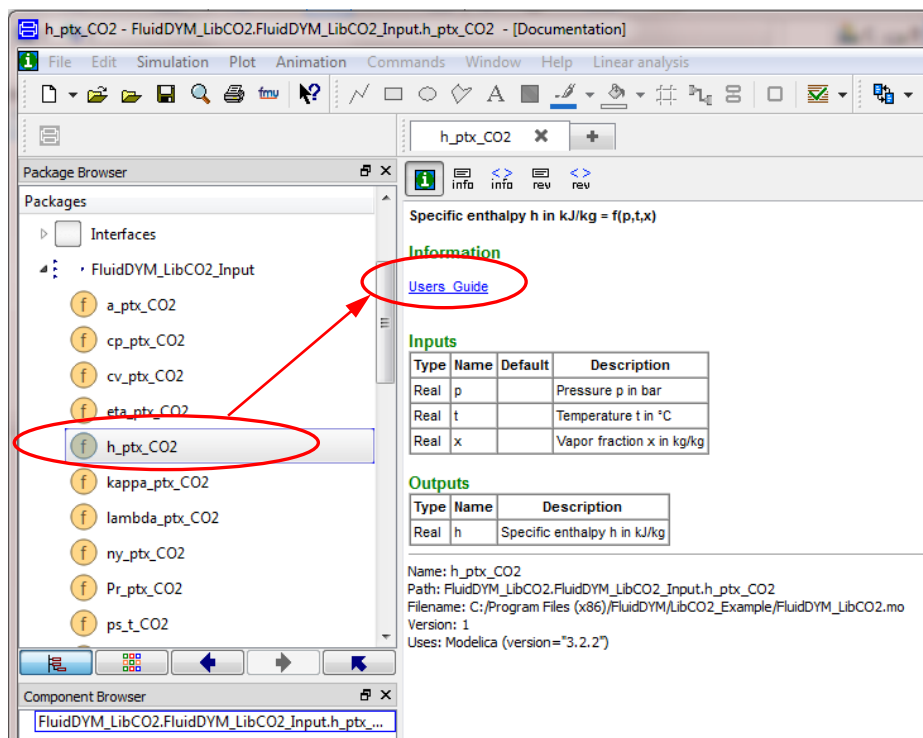 h_ptx_CO2 - FluidDYM_LibCO2.FluidDYM_LibCO2_Input.h_ptx_CO2 - [Documentation]
File Edit Simulation Plot Animation Commands Window Help Linear analysis
fmu
h_ptx_CO2
Package Browser
info info rev rev
Packages
Interfaces
FluidDYM_LibCO2_Input
a_ptx_CO2
cp_ptx_CO2
cv_ptx_CO2
eta_ptx_CO2
h_ptx_CO2
kappa_ptx_CO2
lambda_ptx_CO2
ny_ptx_CO2
Pr_ptx_CO2
ps_t_CO2
Component Browser
FluidDYM_LibCO2.FluidDYM_LibCO2_Input.h_ptx_...
Specific enthalpy h in kJ/kg = f(p,t,x)
Information
Users_Guide
Inputs
Type Name Default Description
Real p Pressure p in bar
Real t Temperature t in °C
Real x Vapor fraction x in kg/kg
Outputs
Type Name Description
Real h Specific enthalpy h in kJ/kg
Name: h_ptx_CO2
Path: FluidDYM_LibCO2.FluidDYM_LibCO2_Input.h_ptx_CO2
Filename: C:/Program Files (x86)/FluidDYM/LibCO2_Example/FluidDYM_LibCO2.mo
Version: 1
Uses: Modelica (version="3.2.2")